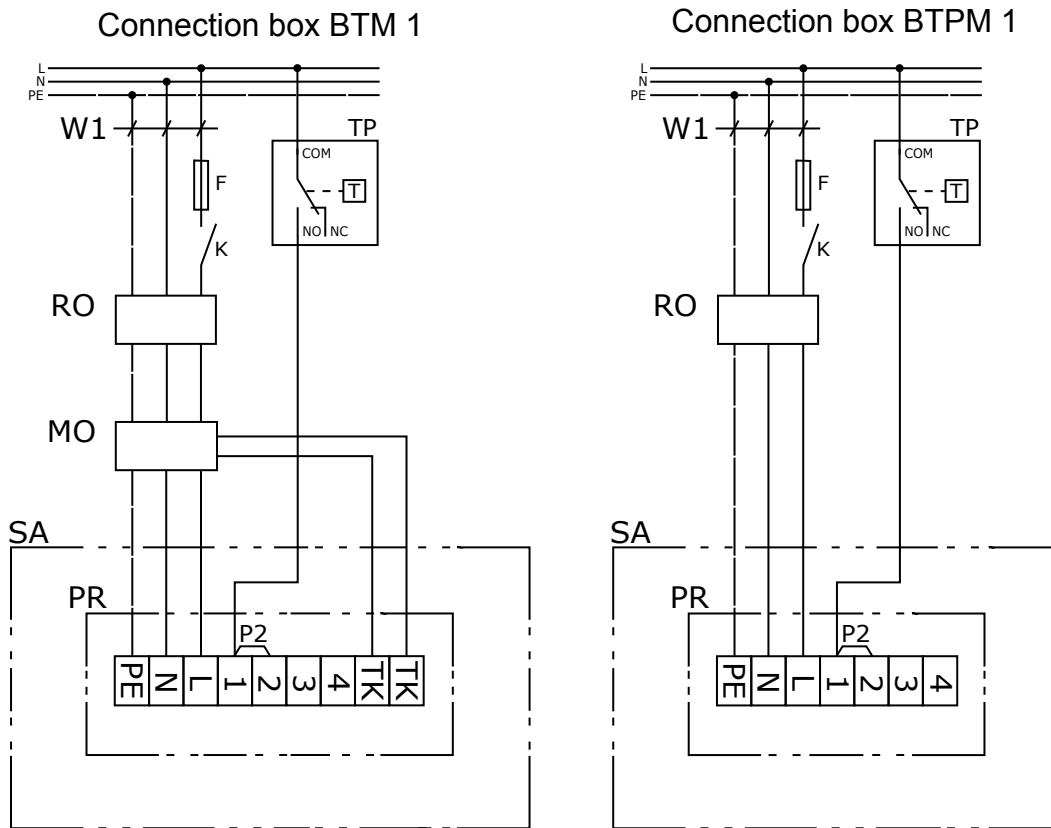 Connection box BTM 1
L
N
PE
W1
TP
COM
F
T
NO NC
K
RO
MO
SA
PR
P2
PE N L 1 2 3 4 TK TK
Connection box BTPM 1
L
N
PE
W1
TP
COM
F
T
NO NC
K
RO
SA
PR
P2
PE N L 1 2 3 4